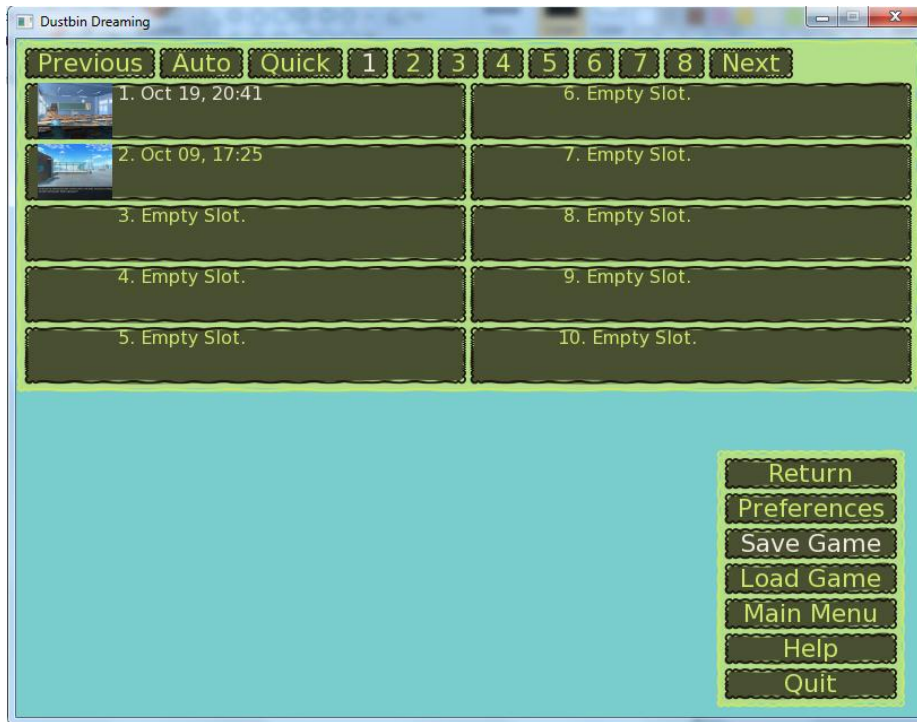 Dustbin Dreaming
Previous Auto Quick 1 2 3 4 5 6 7 8 Next
1. Oct 19, 20:41
6. Empty Slot.
2. Oct 09, 17:25
7. Empty Slot.
3. Empty Slot.
8. Empty Slot.
4. Empty Slot.
9. Empty Slot.
5. Empty Slot.
10. Empty Slot.
Return
Preferences
Save Game
Load Game
Main Menu
Help
Quit